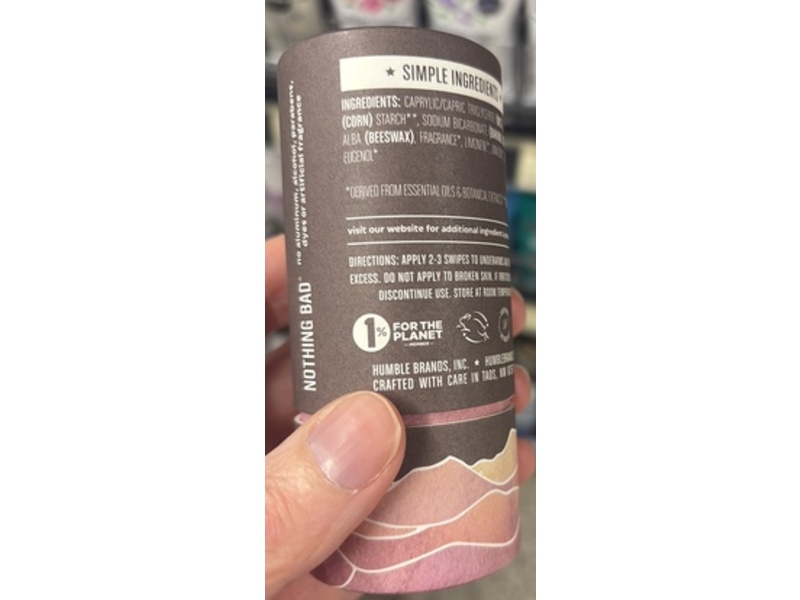 ★ SIMPLE INGREDIENTS
INGREDIENTS: CAPRYLIC/CAPRIC TRIGLYCERIDE,
(CORN) STARCH**, SODIUM BICARBONATE
ALBA (BEESWAX), FRAGRANCE*, LIMONENE*,
EUGENOL*
*DERIVED FROM ESSENTIAL OILS & BOTANICAL EXTRACTS
visit our website for additional ingredient
DIRECTIONS: APPLY 2-3 SWIPES TO UNDERARMS
EXCESS. DO NOT APPLY TO BROKEN SKIN. IF
DISCONTINUE USE. STORE AT ROOM
1% FOR THE
PLANET
MEMBER
HUMBLE BRANDS, INC. ★
CRAFTED WITH CARE IN TAOS, NM
NOTHING BAD™
no aluminum, alcohol, parabens,
dyes or artificial fragrance